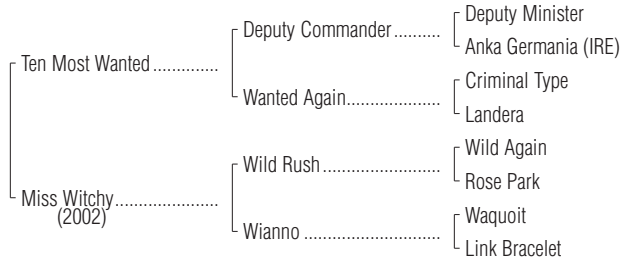 Deputy Minister
Deputy Commander..........
Anka Germania (IRE)
Ten Most Wanted..............
Criminal Type
Wanted Again....................
Landera
Wild Again
Wild Rush .........................
Rose Park
Miss Witchy......................
(2002)
Waquoit
Wianno .............................
Link Bracelet